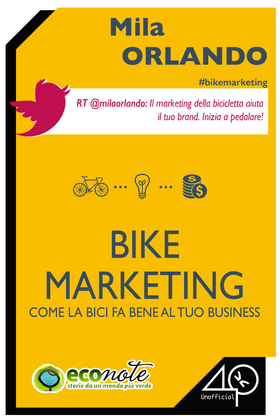 Mila
ORLANDO
#bikemarketing
RT @milaorlando: Il marketing della bicicletta aiuta
il tuo brand. Inizia a pedalare!
BIKE
MARKETING
COME LA BICI FA BENE AL TUO BUSINESS
econote
storie da un mondo più verde
40
Unofficial